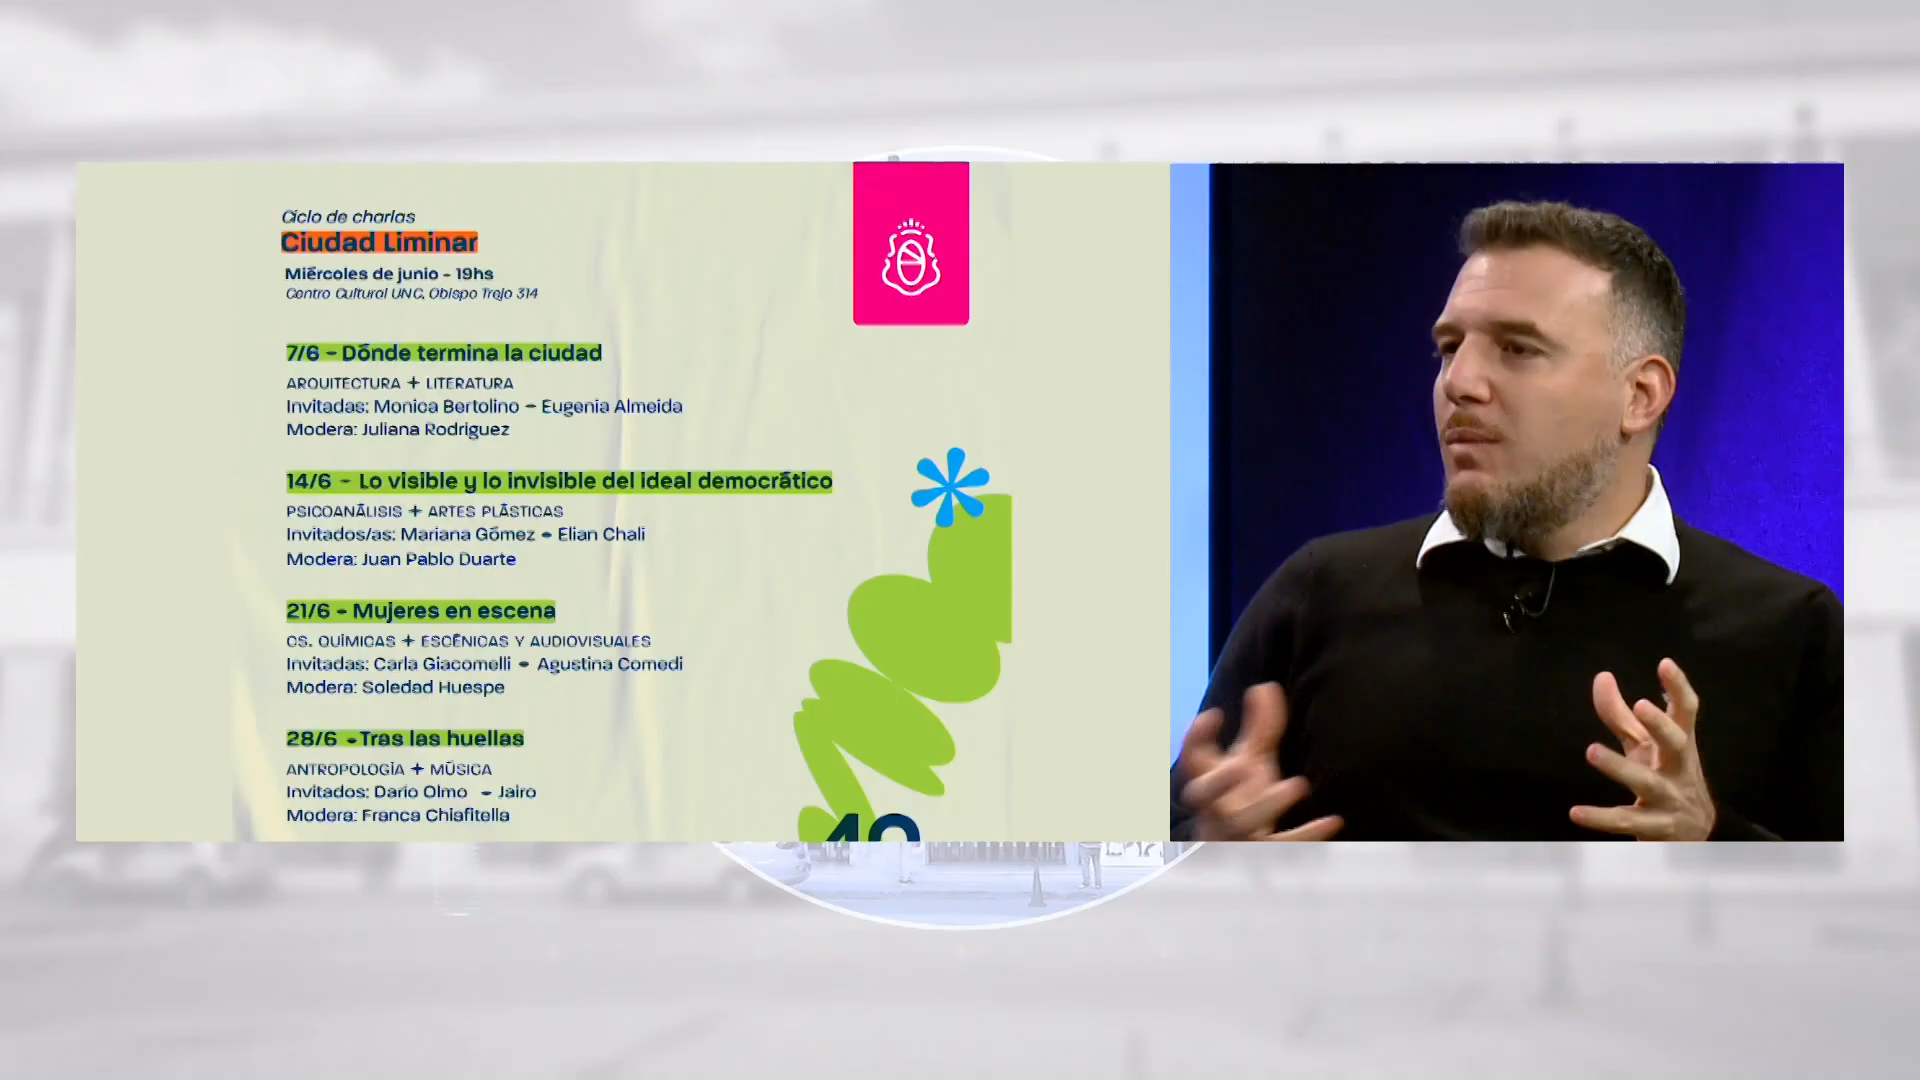 Ciclo de charlas
Ciudad Liminar
Miércoles de junio - 19hs
Centro Cultural UNC, Obispo Trejo 314
7/6 - Dónde termina la ciudad
ARQUITECTURA + LITERATURA
Invitadas: Monica Bertolino - Eugenia Almeida
Modera: Juliana Rodriguez
14/6 - Lo visible y lo invisible del ideal democrático
PSICOANÁLISIS + ARTES PLÁSTICAS
Invitados/as: Mariana Gómez - Elian Chali
Modera: Juan Pablo Duarte
21/6 - Mujeres en escena
CS. QUÍMICAS + ESCÉNICAS Y AUDIOVISUALES
Invitadas: Carla Giacomelli - Agustina Comedi
Modera: Soledad Huespe
28/6 - Tras las huellas
ANTROPOLOGÍA + MÚSICA
Invitados: Dario Olmo - Jairo
Modera: Franca Chiafitella
40